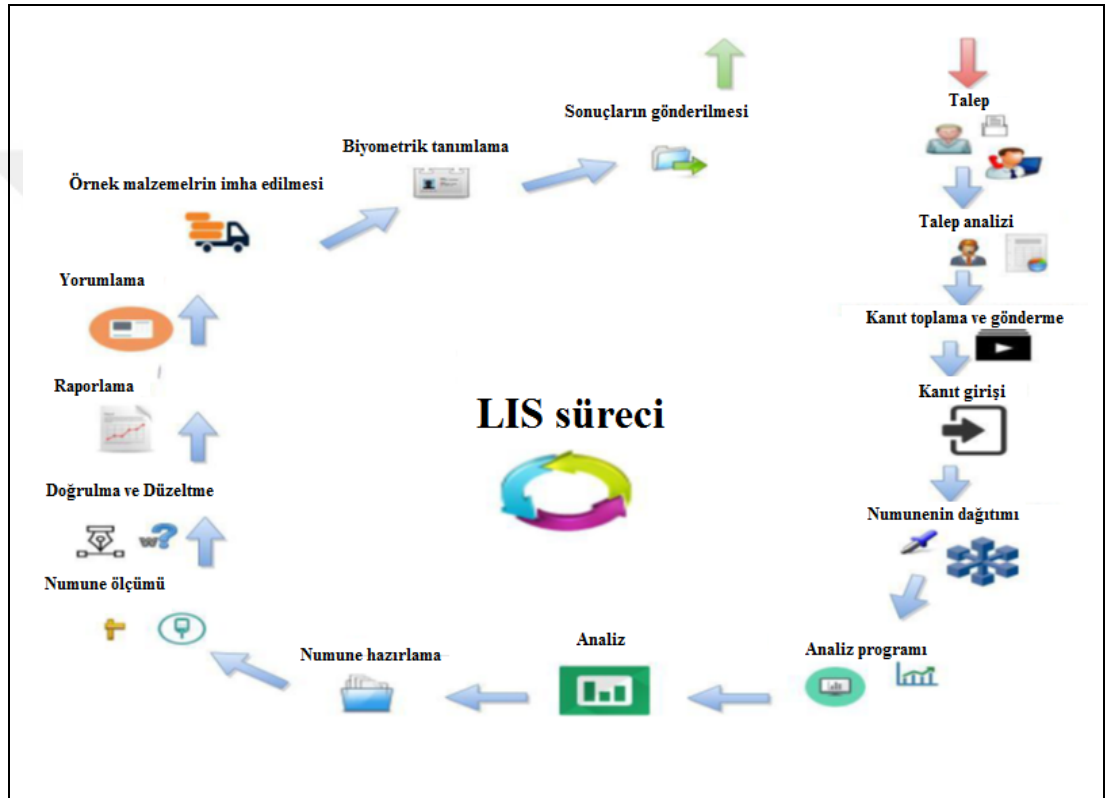 Talep
Talep analizi
Kanıt toplama ve gönderme
Kanıt girişi
Numunenin dağıtımı
Analiz programı
Analiz
Numune hazırlama
Numune ölçümü
Doğrulma ve Düzeltme
Raporlama
Yorumlama
Örnek malzemelrin imha edilmesi
Biyometrik tanımlama
Sonuçların gönderilmesi
LIS süreci